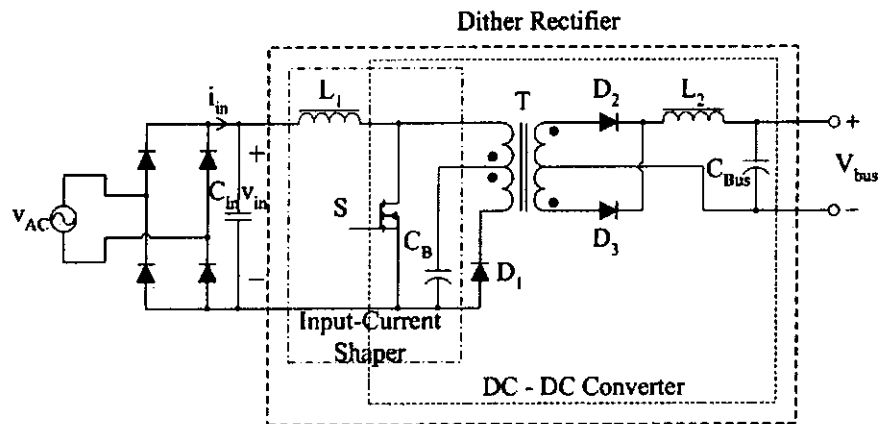 Dither Rectifier
i_in
L_1
T
D_2
L_2
+
v_AC
C_in
+
v_in
−
S
C_B
D_1
D_3
C_Bus
V_bus
−
Input-Current
Shaper
DC - DC Converter